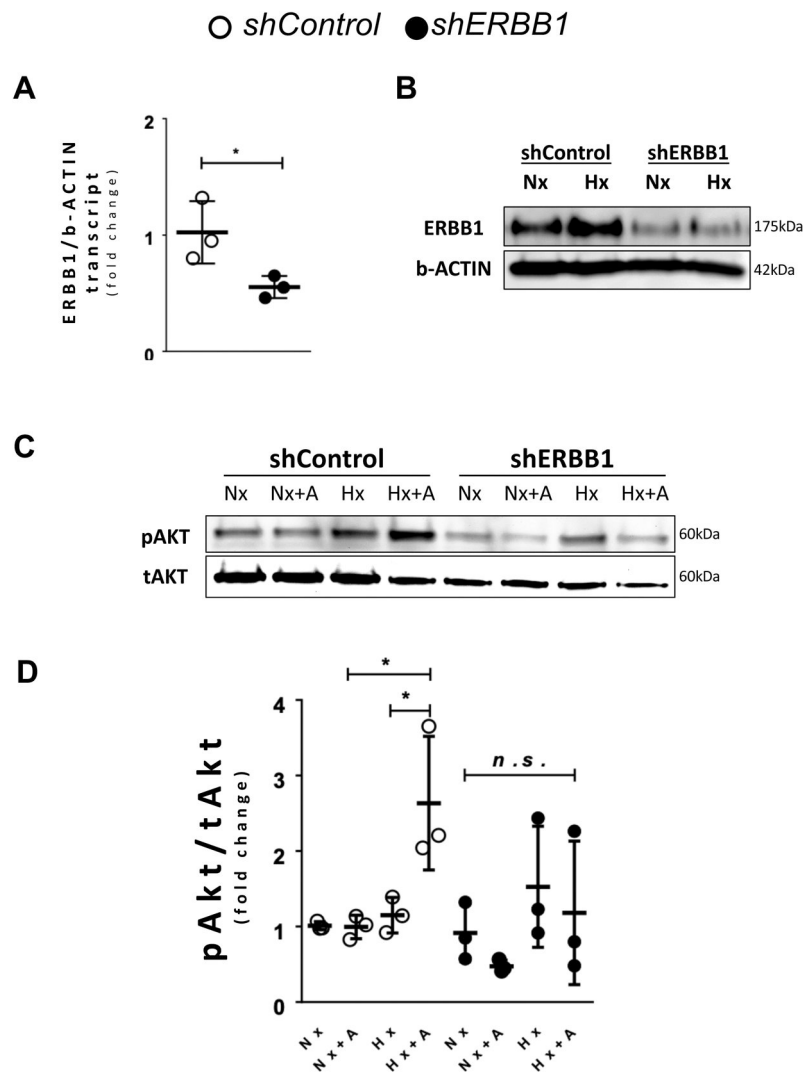 shControl shERBB1
A
ERBB1/b-ACTIN
transcript
(fold change)
2
1
0
*
B
shControl shERBB1
Nx Hx Nx Hx
ERBB1 175kDa
b-ACTIN 42kDa
C
shControl shERBB1
Nx Nx+A Hx Hx+A Nx Nx+A Hx Hx+A
pAKT 60kDa
tAKT 60kDa
D
pAkt/tAkt
(fold change)
4
3
2
1
0
*
*
n.s.
Nx Nx+A Hx Hx+A Nx Nx+A Hx Hx+A